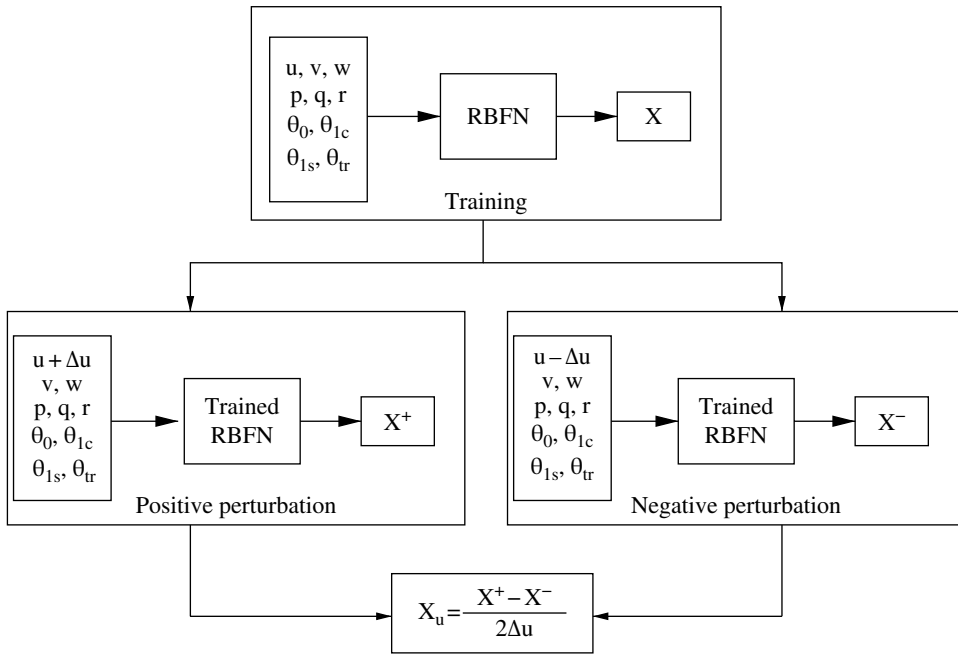 u, v, w
p, q, r
θ₀, θ₁c
θ₁s, θtr
RBFN
X
Training
u + Δu
v, w
p, q, r
θ₀, θ₁c
θ₁s, θtr
Trained
RBFN
X⁺
Positive perturbation
u − Δu
v, w
p, q, r
θ₀, θ₁c
θ₁s, θtr
Trained
RBFN
X⁻
Negative perturbation
Xu = (X⁺ − X⁻) / 2Δu